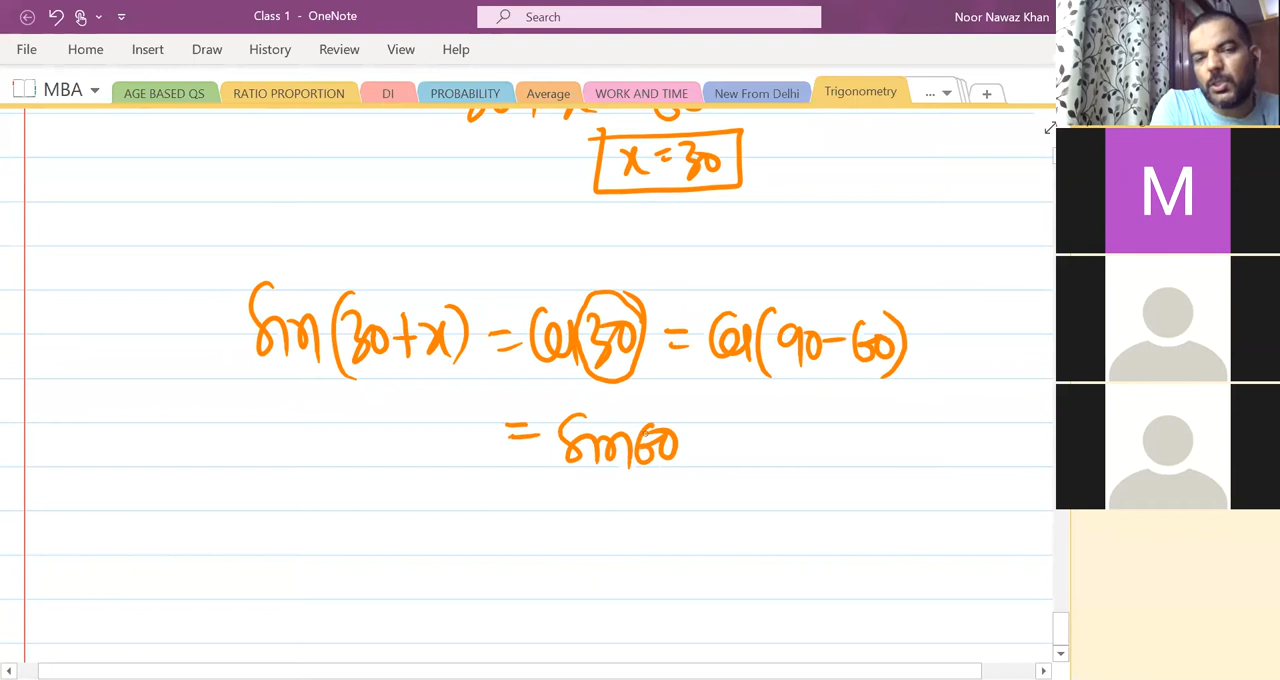 Class 1 - OneNote
Search
Noor Nawaz Khan
File Home Insert Draw History Review View Help
MBA AGE BASED QS RATIO PROPORTION DI PROBABILITY Average WORK AND TIME New From Delhi Trigonometry ... +
x = 30
M
Sin(30+x) = Cos(30) = Cos(90-60)
= Sin60